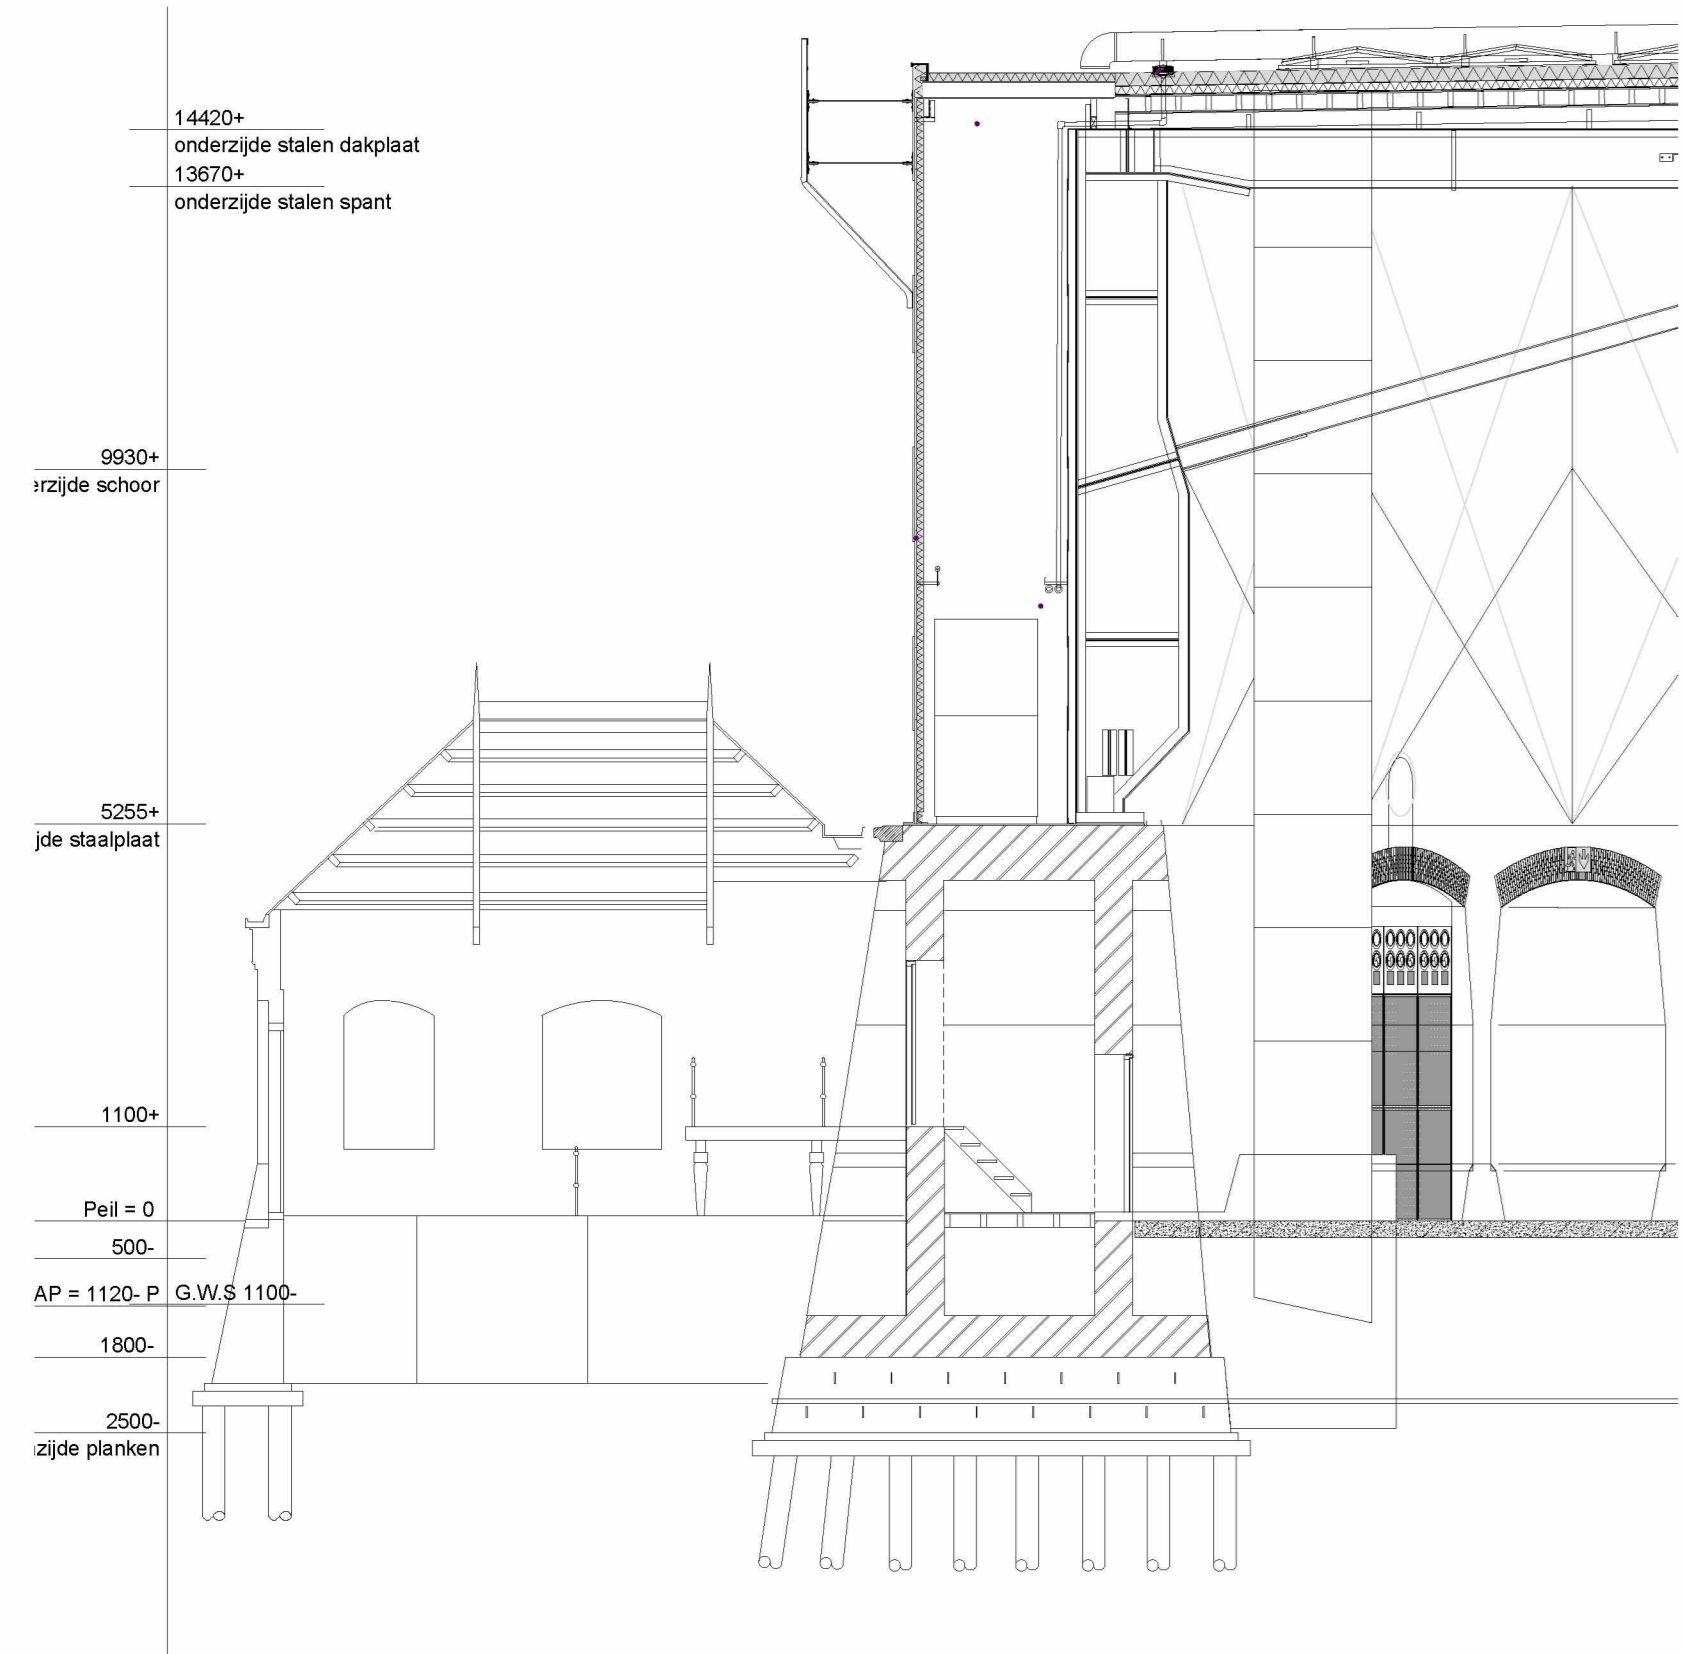 14420+
onderzijde stalen dakplaat
13670+
onderzijde stalen spant
9930+
erzijde schoor
5255+
jde staalplaat
1100+
Peil = 0
500-
AP = 1120- P
G.W.S 1100-
1800-
2500-
zijde planken